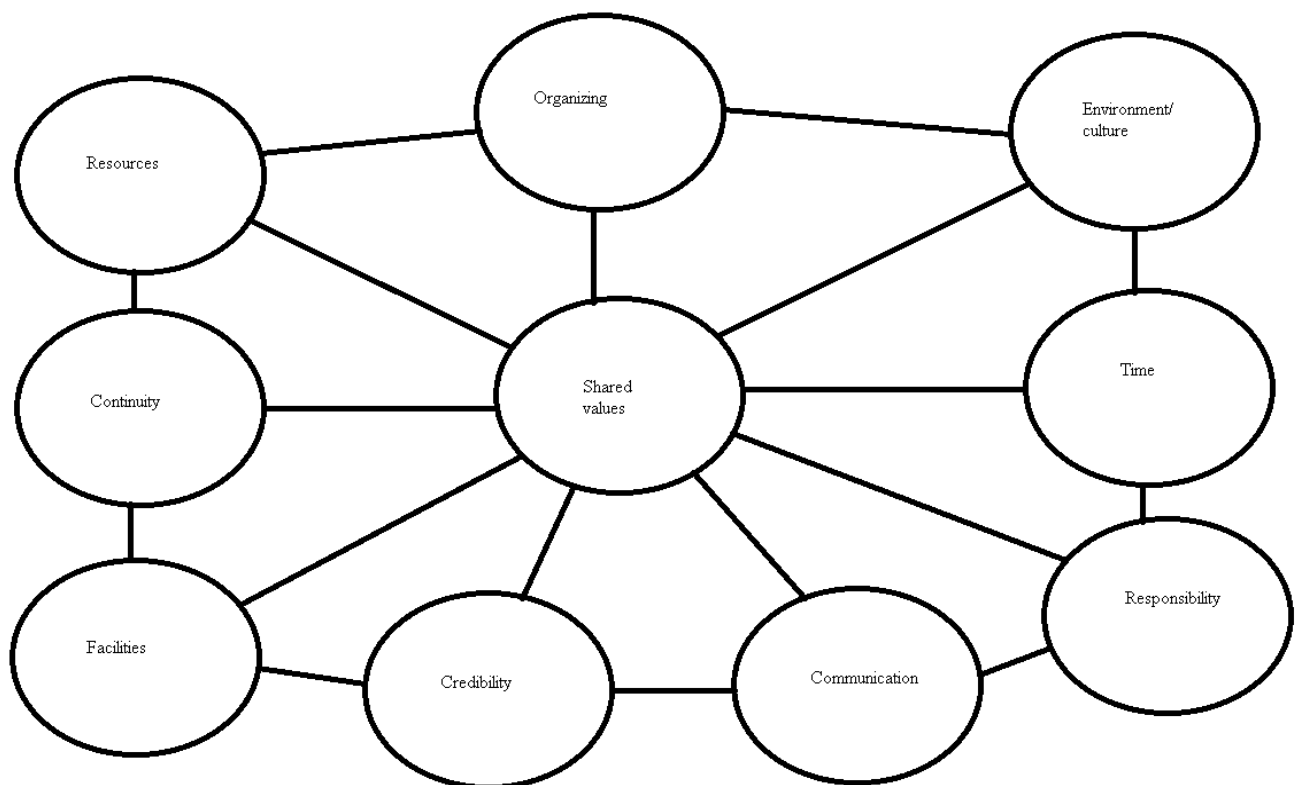 Organizing
Environment/
culture
Resources
Shared
values
Time
Continuity
Responsibility
Facilities
Credibility
Communication